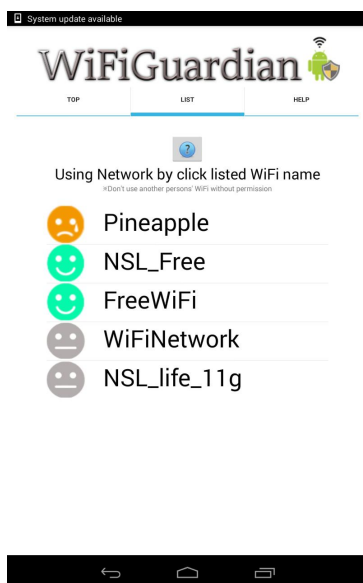 System update available
WiFiGuardian
TOP LIST HELP
?
Using Network by click listed WiFi name
※Don't use another persons' WiFi without permission
Pineapple
NSL_Free
FreeWiFi
WiFiNetwork
NSL_life_11g